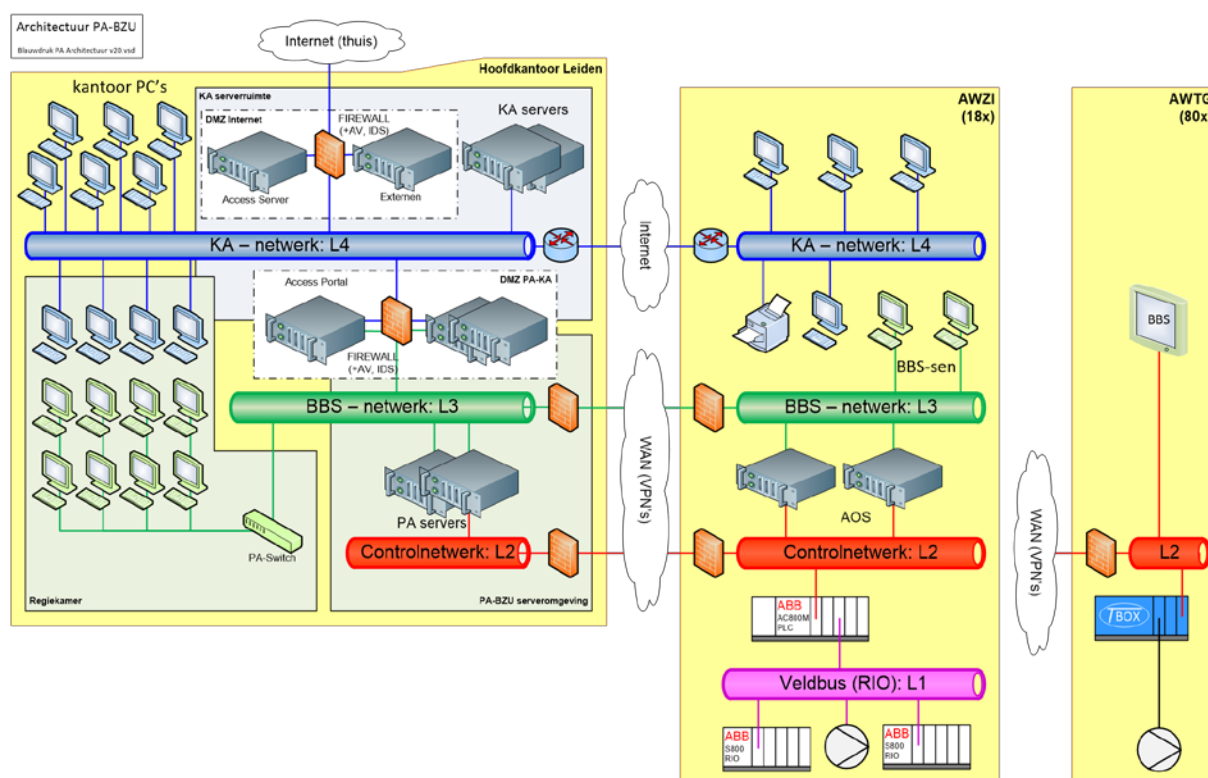 Architectuur PA-BZU
Blauwdruk PA Architectuur v20.vsd
Internet (thuis)
Hoofdkantoor Leiden
kantoor PC's
KA serverruimte
DMZ Internet
FIREWALL
(+AV, IDS)
KA servers
Access Server
Externen
KA – netwerk: L4
Access Portal
DMZ PA-KA
FIREWALL
(+AV, IDS)
BBS – netwerk: L3
PA servers
PA-Switch
Controlnetwerk: L2
Regiekamer
PA-BZU serveromgeving
Internet
WAN (VPN's)
AWZI
(18x)
KA – netwerk: L4
BBS-sen
BBS – netwerk: L3
AOS
Controlnetwerk: L2
ABB
AC800M
PLC
Veldbus (RIO): L1
ABB
S800
RIO
ABB
S800
RIO
WAN (VPN's)
AWTG
(80x
BBS
L2
TBOX